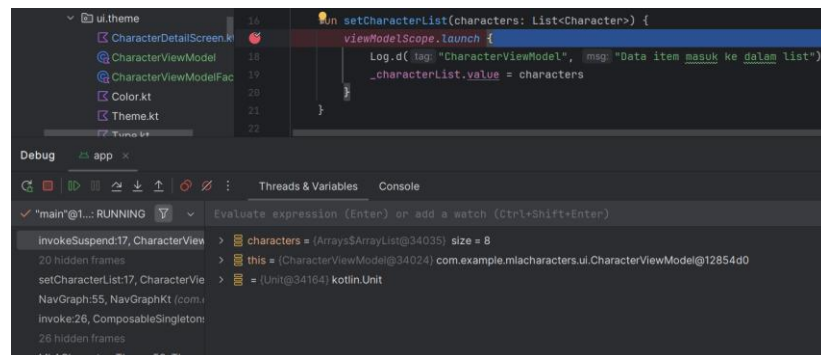 ui.theme
CharacterDetailScreen.kt
CharacterViewModel
CharacterViewModelFac
Color.kt
Theme.kt
Type.kt
16 fun setCharacterList(characters: List<Character>) {
viewModelScope.launch {
18 Log.d( tag: "CharacterViewModel", msg: "Data item masuk ke dalam list")
19 _characterList.value = characters
20 }
21 }
22
Debug app ×
Threads & Variables Console
"main"@1...: RUNNING
Evaluate expression (Enter) or add a watch (Ctrl+Shift+Enter)
invokeSuspend:17, CharacterView
20 hidden frames
setCharacterList:17, CharacterVie
NavGraph:55, NavGraphKt (com.
invoke:26, ComposableSingleton
26 hidden frames
> characters = {Arrays$ArrayList@34035} size = 8
> this = {CharacterViewModel@34024} com.example.mlacharacters.ui.CharacterViewModel@12854d0
> = {Unit@34164} kotlin.Unit